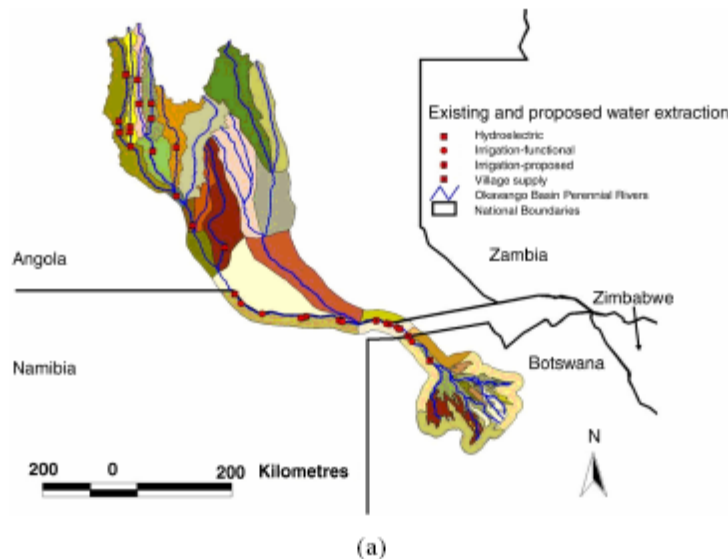 Existing and proposed water extraction
Hydroelectric
Irrigation-functional
Irrigation-proposed
Village supply
Okavango Basin Perennial Rivers
National Boundaries
Angola
Zambia
Zimbabwe
Namibia
Botswana
N
200 0 200 Kilometres
(a)